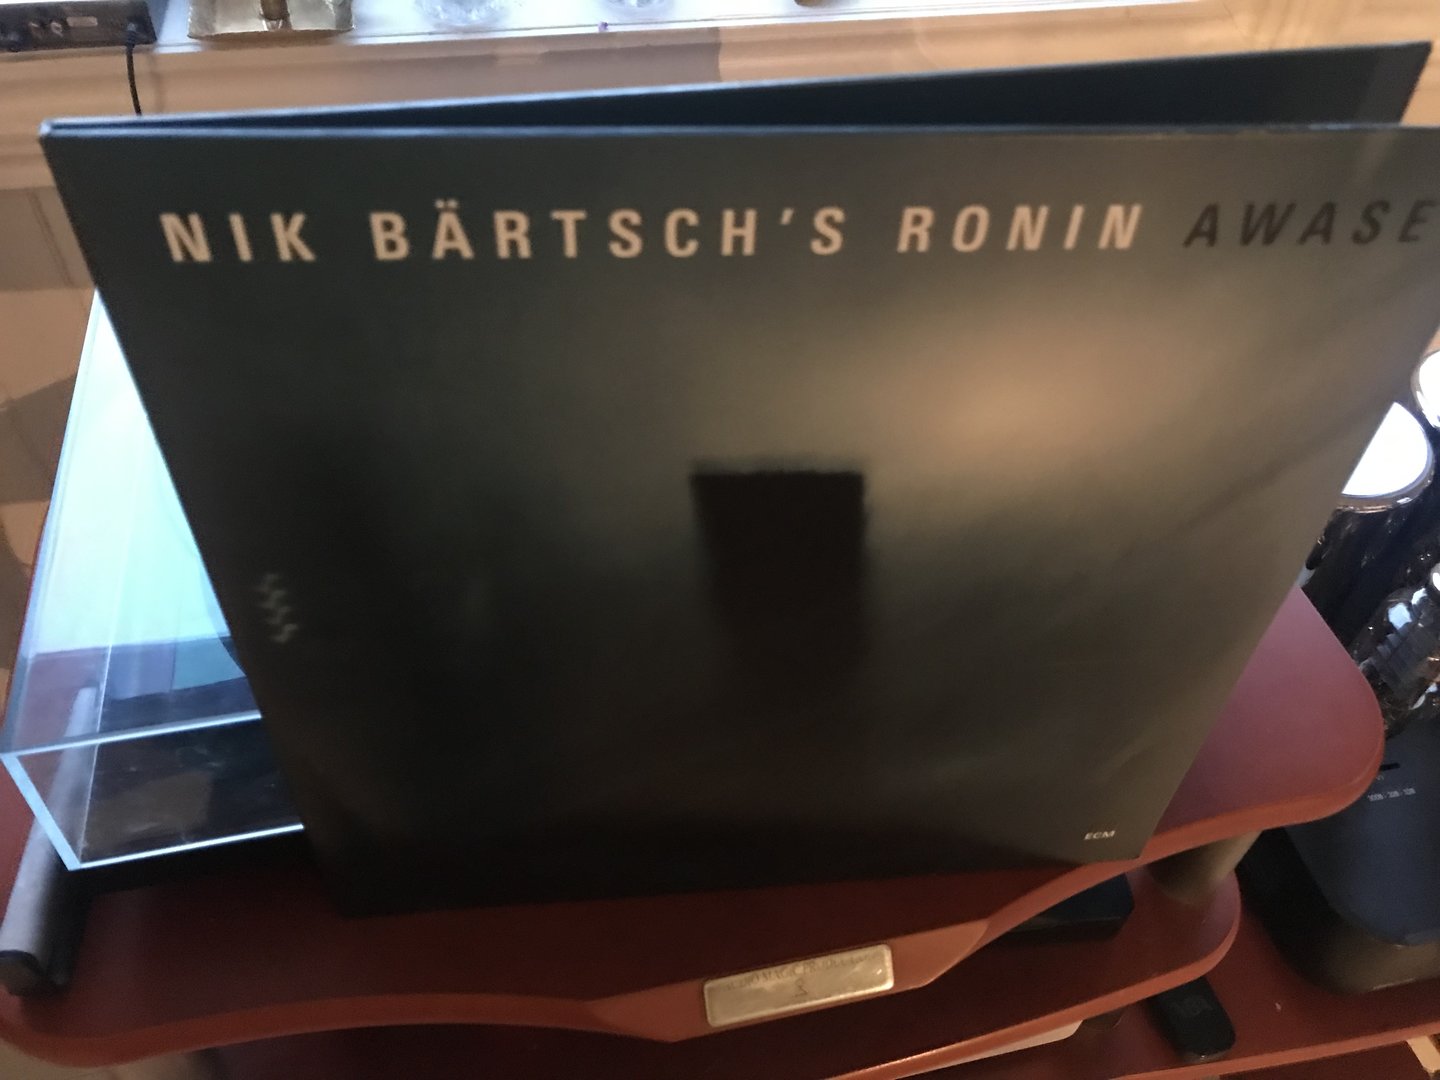 NIK BÄRTSCH'S RONIN AWASE
ECM